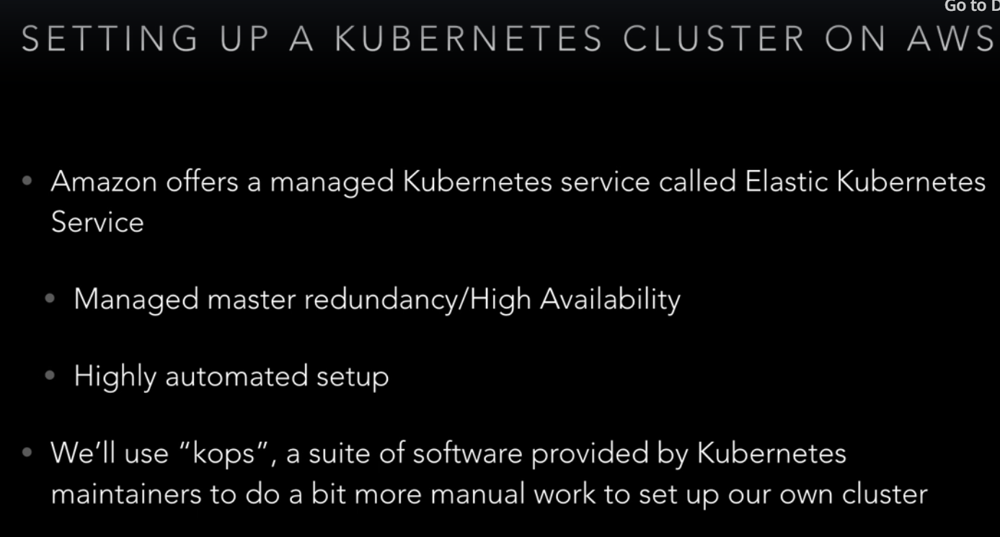 Go to D
SETTING UP A KUBERNETES CLUSTER ON AWS
• Amazon offers a managed Kubernetes service called Elastic Kubernetes
Service
• Managed master redundancy/High Availability
• Highly automated setup
• We’ll use “kops”, a suite of software provided by Kubernetes
maintainers to do a bit more manual work to set up our own cluster